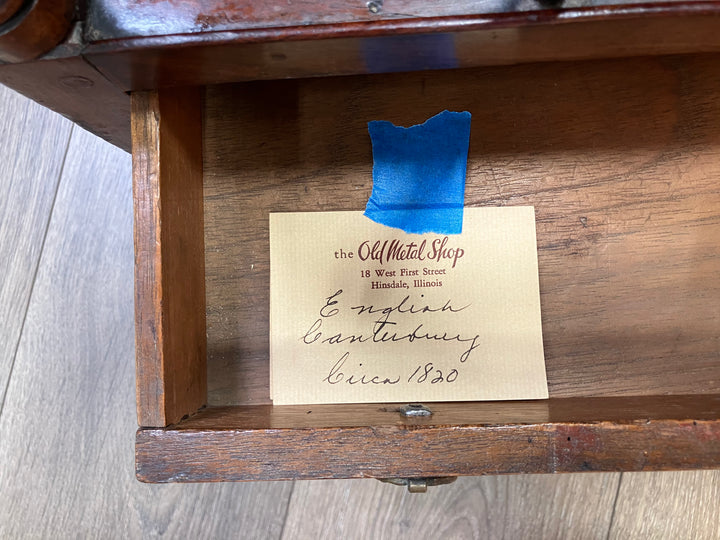 the Old Metal Shop
18 West First Street
Hinsdale, Illinois
English
Canterbury
Circa 1820